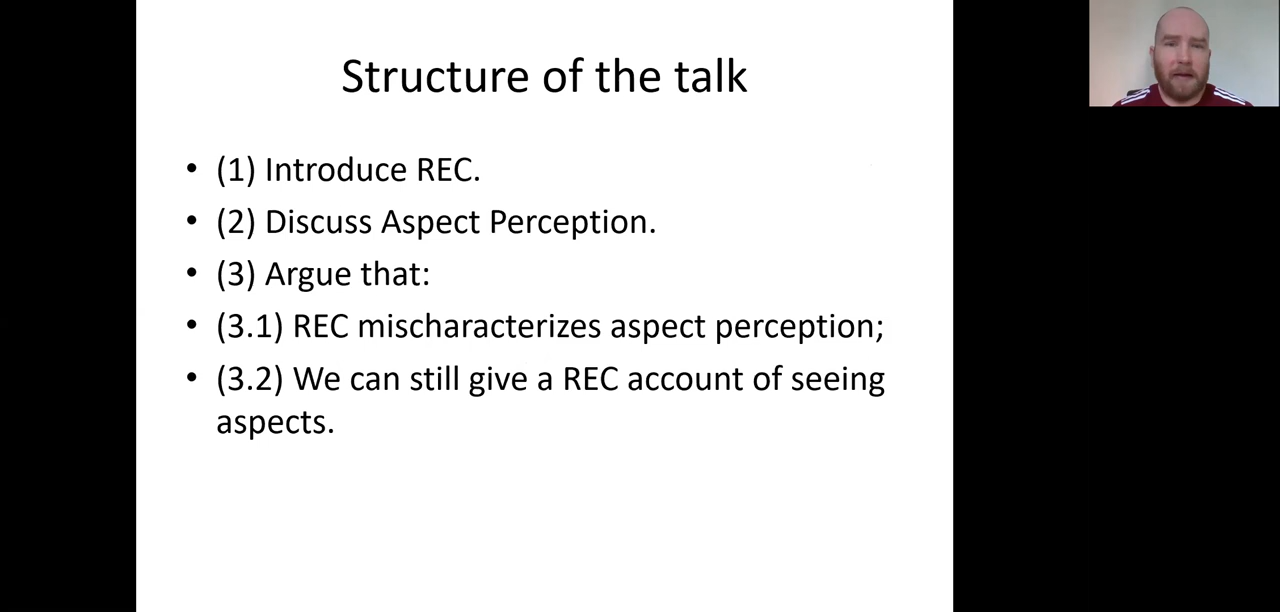 Structure of the talk
• (1) Introduce REC.
• (2) Discuss Aspect Perception.
• (3) Argue that:
• (3.1) REC mischaracterizes aspect perception;
• (3.2) We can still give a REC account of seeing
aspects.